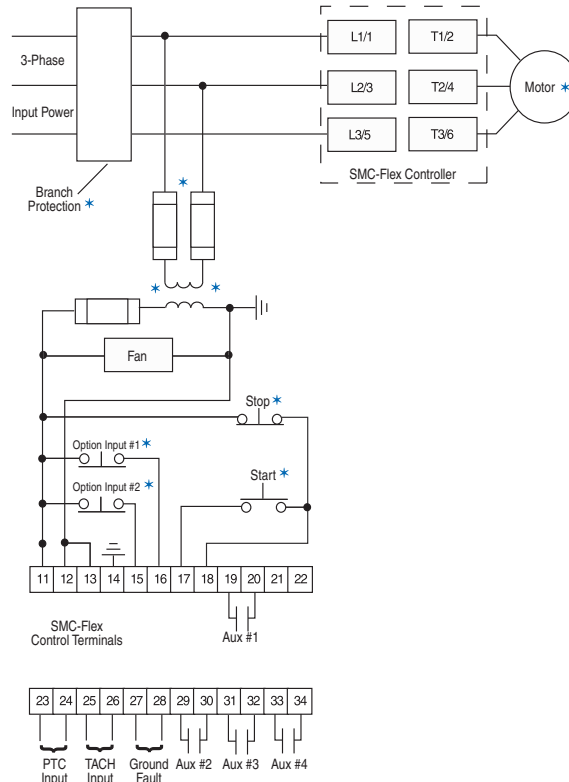 3-Phase
Input Power
Branch
Protection *
L1/1
T1/2
L2/3
T2/4
L3/5
T3/6
Motor *
SMC-Flex Controller
*
*
*
Fan
Stop *
Option Input #1 *
Start *
Option Input #2 *
11 12 13 14 15 16 17 18 19 20 21 22
SMC-Flex
Control Terminals
Aux #1
23 24 25 26 27 28 29 30 31 32 33 34
PTC
Input
TACH
Input
Ground
Fault
Aux #2
Aux #3
Aux #4